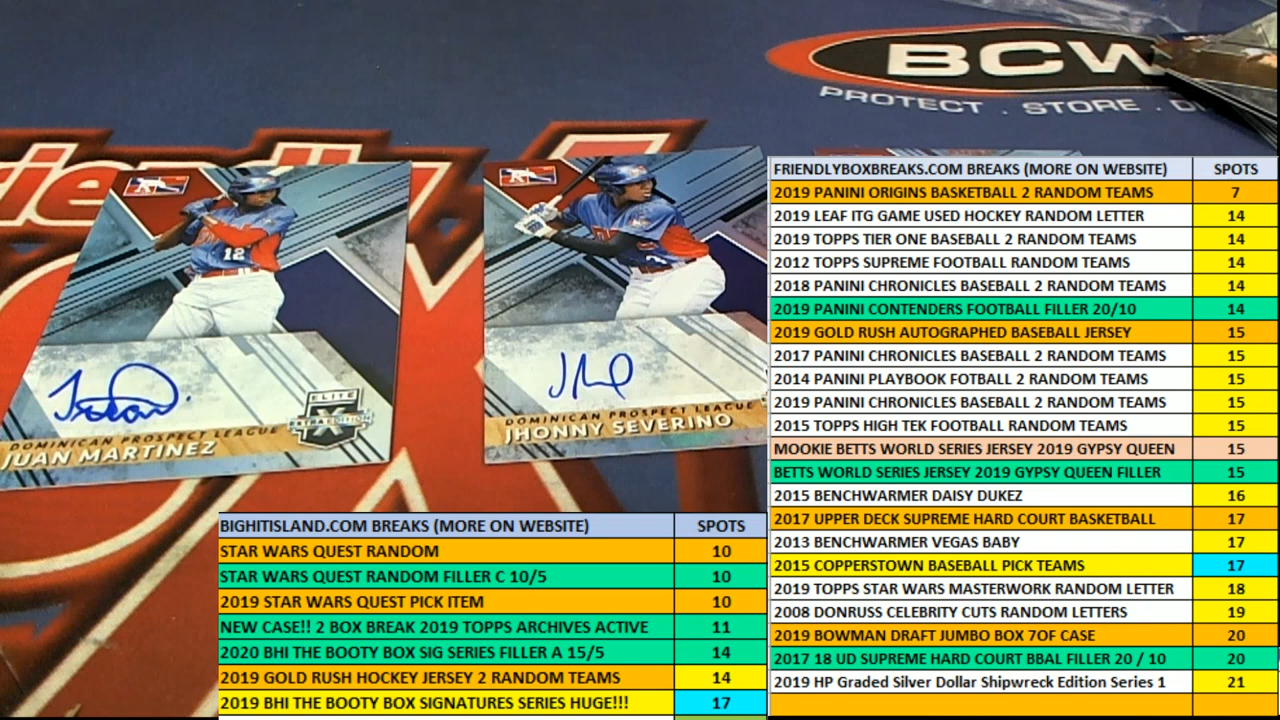 BCW
PROTECT . STORE . D
riendly
12
ELITE
X
EXTRA EDITION
DOMINICAN PROSPECT LEAGUE
JUAN MARTINEZ
DOMINICAN PROSPECT LEAGUE
JHONNY SEVERINO
FRIENDLYBOXBREAKS.COM BREAKS (MORE ON WEBSITE) SPOTS
2019 PANINI ORIGINS BASKETBALL 2 RANDOM TEAMS 7
2019 LEAF ITG GAME USED HOCKEY RANDOM LETTER 14
2019 TOPPS TIER ONE BASEBALL 2 RANDOM TEAMS 14
2012 TOPPS SUPREME FOOTBALL RANDOM TEAMS 14
2018 PANINI CHRONICLES BASEBALL 2 RANDOM TEAMS 14
2019 PANINI CONTENDERS FOOTBALL FILLER 20/10 14
2019 GOLD RUSH AUTOGRAPHED BASEBALL JERSEY 15
2017 PANINI CHRONICLES BASEBALL 2 RANDOM TEAMS 15
2014 PANINI PLAYBOOK FOTBALL 2 RANDOM TEAMS 15
2019 PANINI CHRONICLES BASEBALL 2 RANDOM TEAMS 15
2015 TOPPS HIGH TEK FOOTBALL RANDOM TEAMS 15
MOOKIE BETTS WORLD SERIES JERSEY 2019 GYPSY QUEEN 15
BETTS WORLD SERIES JERSEY 2019 GYPSY QUEEN FILLER 15
2015 BENCHWARMER DAISY DUKEZ 16
2017 UPPER DECK SUPREME HARD COURT BASKETBALL 17
2013 BENCHWARMER VEGAS BABY 17
2015 COPPERSTOWN BASEBALL PICK TEAMS 17
2019 TOPPS STAR WARS MASTERWORK RANDOM LETTER 18
2008 DONRUSS CELEBRITY CUTS RANDOM LETTERS 19
2019 BOWMAN DRAFT JUMBO BOX 7OF CASE 20
2017 18 UD SUPREME HARD COURT BBAL FILLER 20 / 10 20
2019 HP Graded Silver Dollar Shipwreck Edition Series 1 21
BIGHITISLAND.COM BREAKS (MORE ON WEBSITE) SPOTS
STAR WARS QUEST RANDOM 10
STAR WARS QUEST RANDOM FILLER C 10/5 10
2019 STAR WARS QUEST PICK ITEM 10
NEW CASE!! 2 BOX BREAK 2019 TOPPS ARCHIVES ACTIVE 11
2020 BHI THE BOOTY BOX SIG SERIES FILLER A 15/5 14
2019 GOLD RUSH HOCKEY JERSEY 2 RANDOM TEAMS 14
2019 BHI THE BOOTY BOX SIGNATURES SERIES HUGE!!! 17